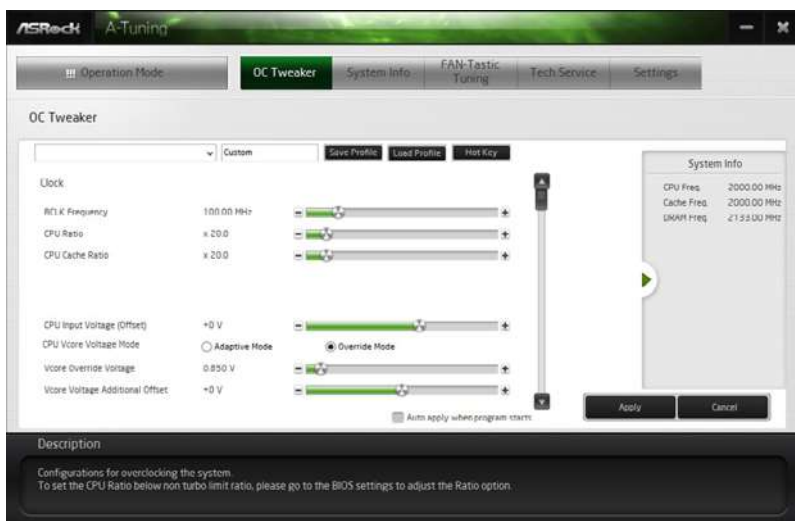 ASRock A-Tuning
Operation Mode
OC Tweaker
System Info
FAN-Tastic
Tuning
Tech Service
Settings
OC Tweaker
Custom
Save Profile
Load Profile
Hot Key
Clock
BCLK Frequency 100.00 MHz
CPU Ratio x 20.0
CPU Cache Ratio x 20.0
CPU Input Voltage (Offset) +0 V
CPU Vcore Voltage Mode Adaptive Mode Override Mode
Vcore Override Voltage 0.850 V
Vcore Voltage Additional Offset +0 V
Auto apply when program starts
System Info
CPU Freq. 2000.00 MHz
Cache Freq. 2000.00 MHz
DRAM Freq. 2133.00 MHz
Apply
Cancel
Description
Configurations for overclocking the system.
To set the CPU Ratio below non turbo limit ratio, please go to the BIOS settings to adjust the Ratio option.